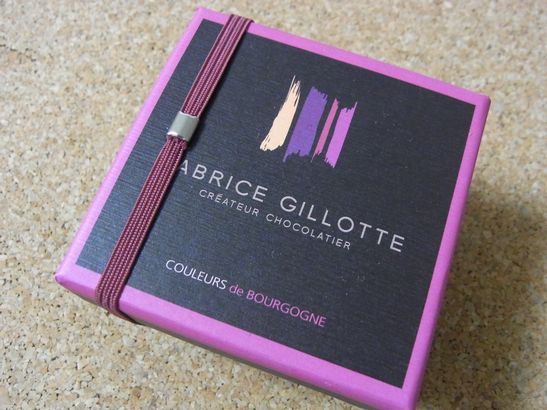 ABRICE GILLOTTE
CRÉATEUR CHOCOLATIER
COULEURS de BOURGOGNE